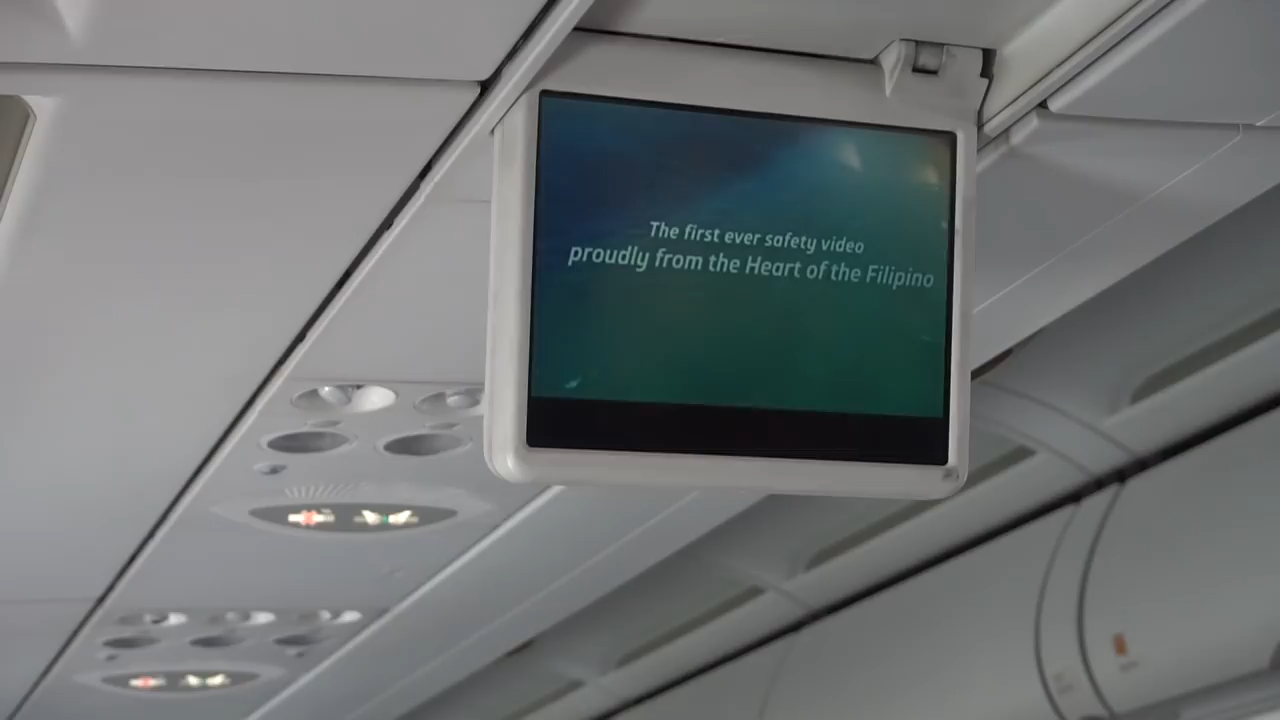 The first ever safety video
proudly from the Heart of the Filipino